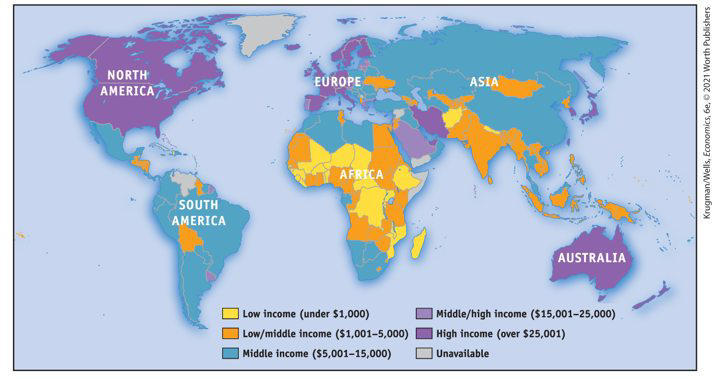 NORTH
AMERICA
EUROPE
ASIA
AFRICA
SOUTH
AMERICA
AUSTRALIA
Low income (under $1,000)
Low/middle income ($1,001–5,000)
Middle income ($5,001–15,000)
Middle/high income ($15,001–25,000)
High income (over $25,001)
Unavailable
Krugman/Wells, Economics, 6e, © 2021 Worth Publishers